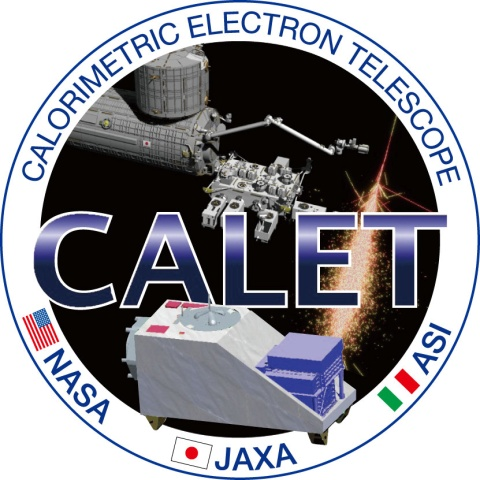 CALORIMETRIC ELECTRON TELESCOPE
CALET
NASA
JAXA
ASI